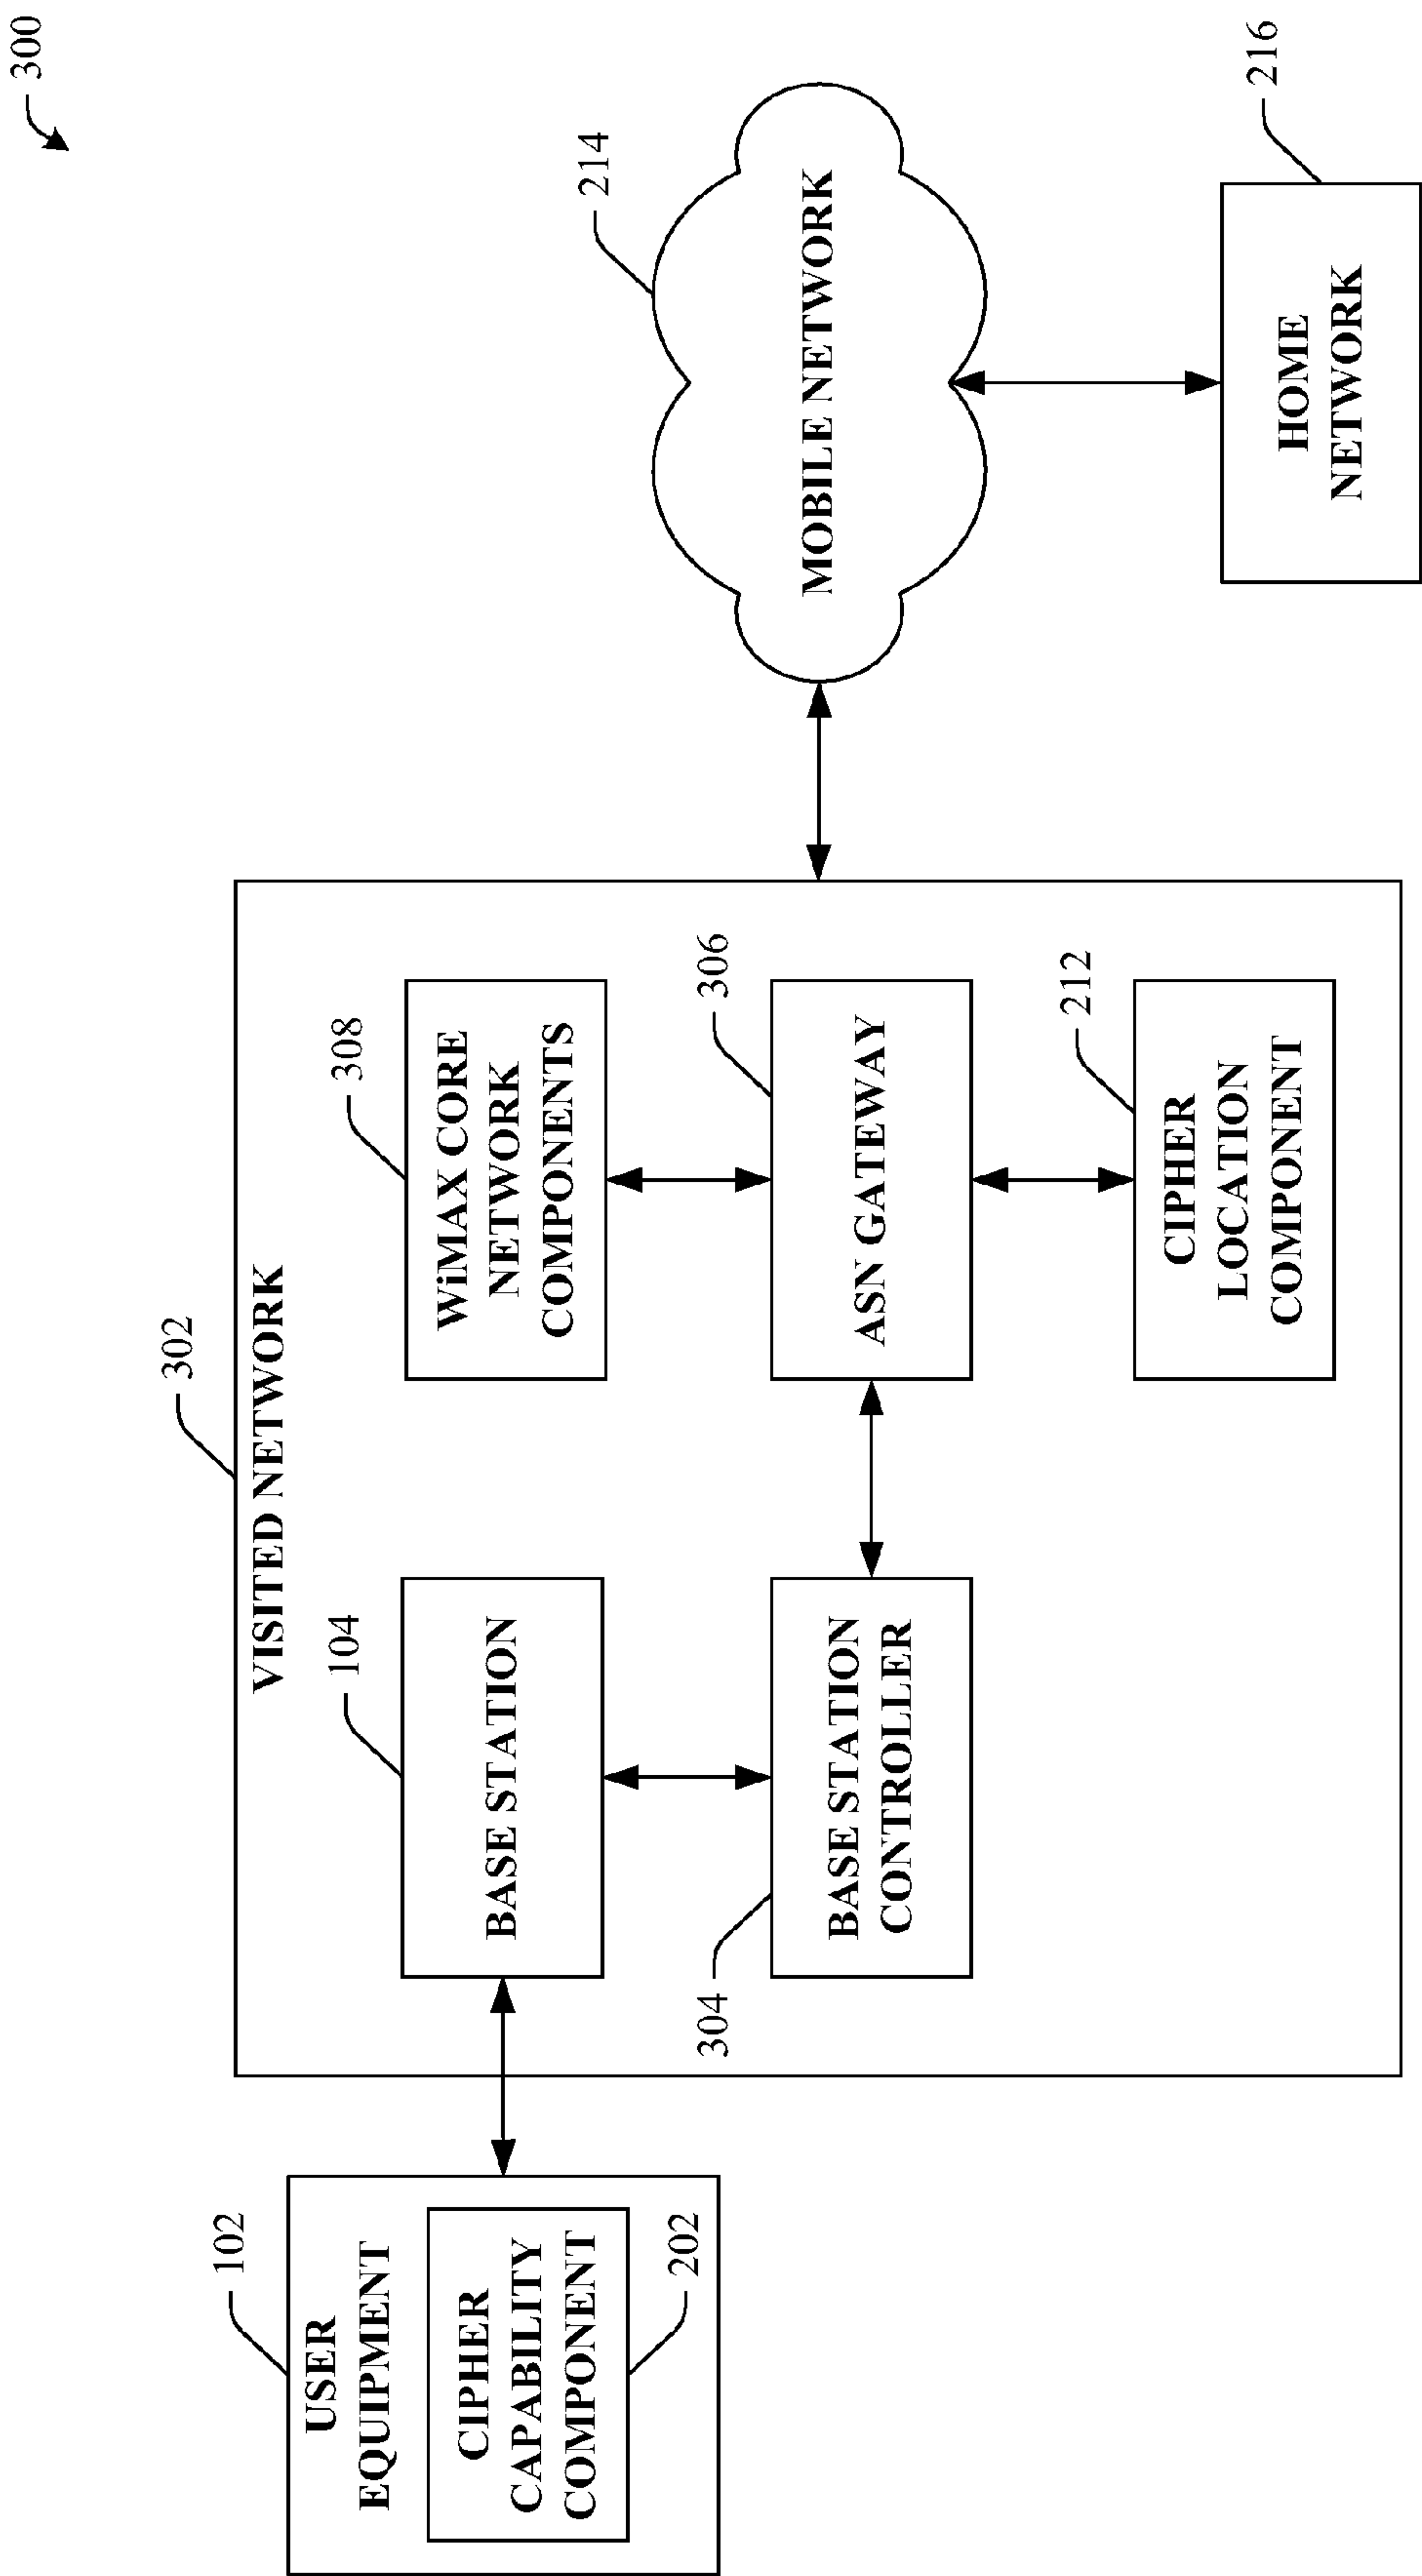 300
302
VISITED NETWORK
102
USER
EQUIPMENT
CIPHER
CAPABILITY
COMPONENT
202
104
BASE STATION
308
WiMAX CORE
NETWORK
COMPONENTS
214
MOBILE NETWORK
304
BASE STATION
CONTROLLER
306
ASN GATEWAY
212
CIPHER
LOCATION
COMPONENT
216
HOME
NETWORK